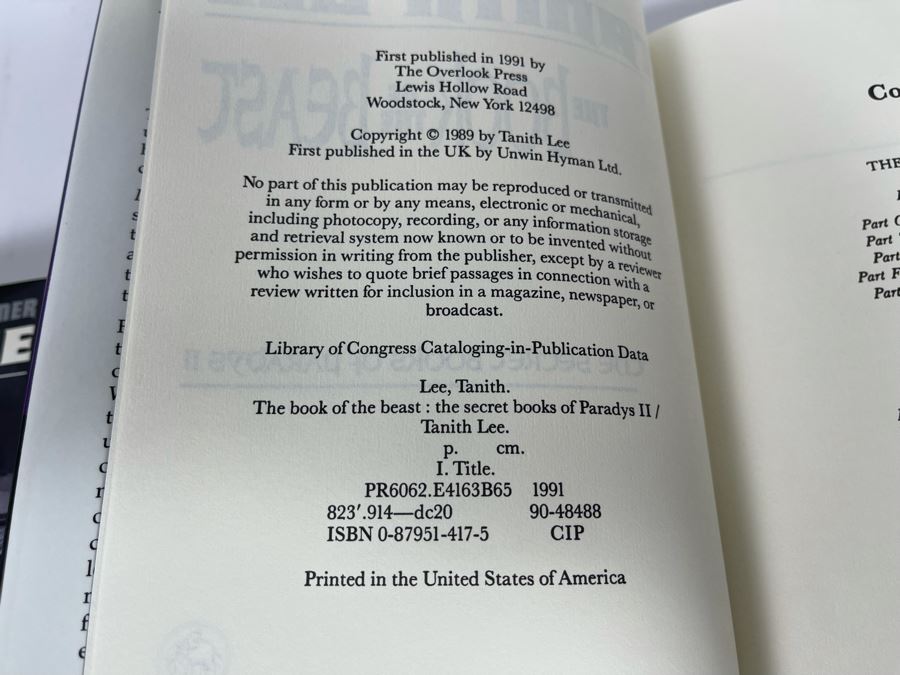 First published in 1991 by
The Overlook Press
Lewis Hollow Road
Woodstock, New York 12498
Copyright © 1989 by Tanith Lee
First published in the UK by Unwin Hyman Ltd.
No part of this publication may be reproduced or transmitted
in any form or by any means, electronic or mechanical,
including photocopy, recording, or any information storage
and retrieval system now known or to be invented without
permission in writing from the publisher, except by a reviewer
who wishes to quote brief passages in connection with a
review written for inclusion in a magazine, newspaper, or
broadcast.
Library of Congress Cataloging-in-Publication Data
Lee, Tanith.
The book of the beast : the secret books of Paradys II /
Tanith Lee.
p. cm.
I. Title.
PR6062.E4163B65 1991
823′.914—dc20 90-48488
ISBN 0-87951-417-5 CIP
Printed in the United States of America
Co
THE
Part
Part
Part
Part F
Part